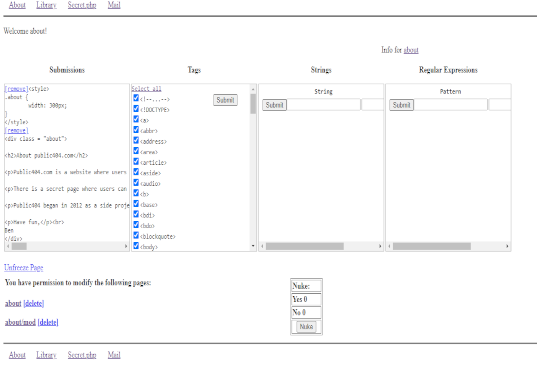 About Library Secret.php Mail
Welcome about!
Info for about
Submissions Tags Strings Regular Expressions
[remove]<style>
.about {
width: 300px;
}
</style>
[remove]
<div class = "about">
<h2>About public404.com</h2>
<p>Public404.com is a website where users
<p>There is a secret page where users can
<p>Public404 began in 2012 as a side proje
<p>Have fun,</p><br>
Ben
</div>
Select all
<!--...-->
<!DOCTYPE>
<a>
<abbr>
<address>
<area>
<article>
<aside>
<audio>
<b>
<base>
<bdi>
<bdo>
<blockquote>
<body>
Submit
String
Submit
Pattern
Submit
Unfreeze Page
You have permission to modify the following pages:
about [delete]
about/mod [delete]
Nuke:
Yes 0
No 0
Nuke
About Library Secret.php Mail